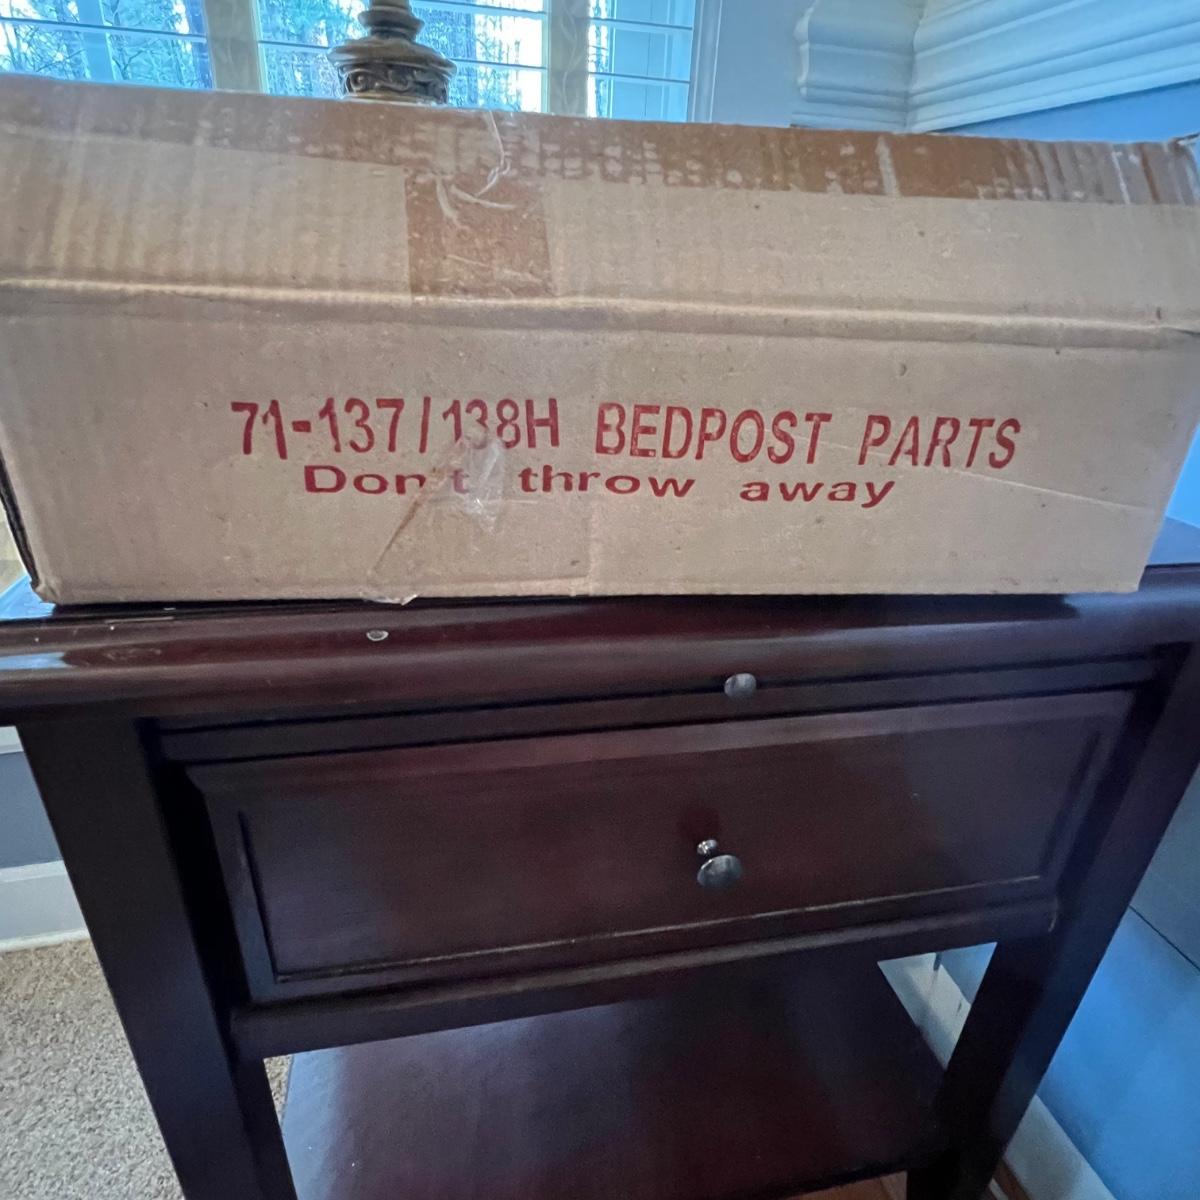 71-137/138H BEDPOST PARTS
Don't throw away